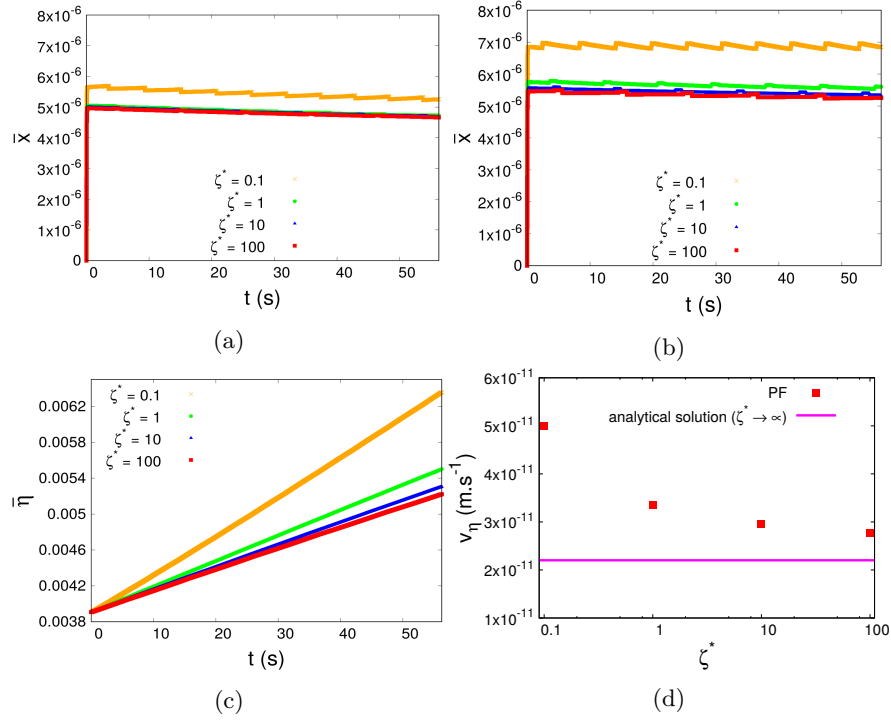 8x10⁻⁶
7x10⁻⁶
6x10⁻⁶
5x10⁻⁶
4x10⁻⁶
3x10⁻⁶
2x10⁻⁶
1x10⁻⁶
0
x̄
ζ* = 0.1
ζ* = 1
ζ* = 10
ζ* = 100
0 10 20 30 40 50
t (s)
(a)
8x10⁻⁶
7x10⁻⁶
6x10⁻⁶
5x10⁻⁶
4x10⁻⁶
3x10⁻⁶
2x10⁻⁶
1x10⁻⁶
0
x̄
ζ* = 0.1
ζ* = 1
ζ* = 10
ζ* = 100
0 10 20 30 40 50
t (s)
(b)
0.0062
0.0058
0.0054
0.005
0.0046
0.0042
0.0038
η̄
ζ* = 0.1
ζ* = 1
ζ* = 10
ζ* = 100
0 10 20 30 40 50
t (s)
(c)
6x10⁻¹¹
5x10⁻¹¹
4x10⁻¹¹
3x10⁻¹¹
2x10⁻¹¹
1x10⁻¹¹
v_η (m.s⁻¹)
PF
analytical solution (ζ* → ∞)
0.1 1 10 100
ζ*
(d)